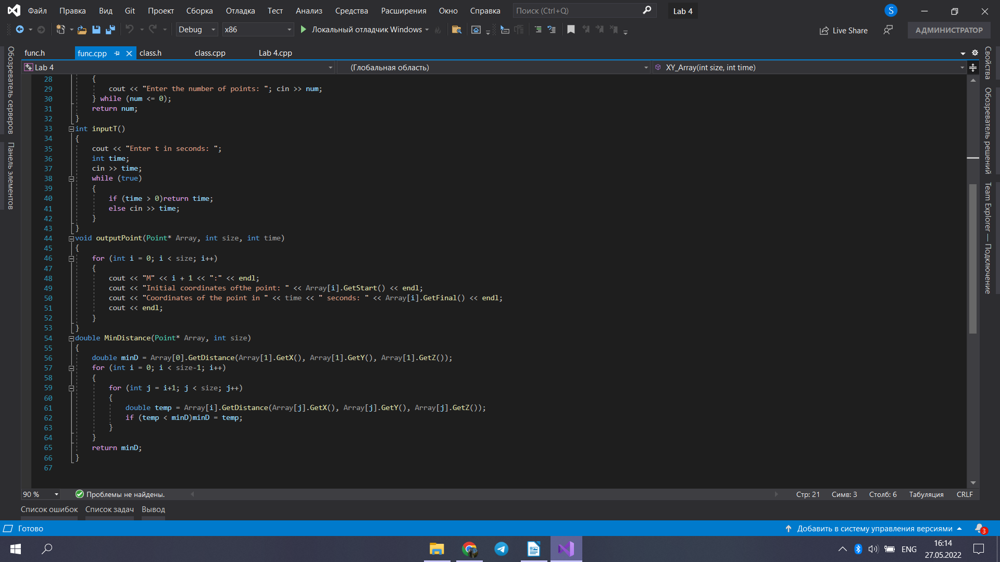 Файл Правка Вид Git Проект Сборка Отладка Тест Анализ Средства Расширения Окно Справка Поиск (Ctrl+Q) Lab 4 S
Debug x86 Локальный отладчик Windows Live Share АДМИНИСТРАТОР
func.h func.cpp class.h class.cpp Lab 4.cpp
Lab 4 (Глобальная область) XY_Array(int size, int time)
Обозреватель серверов
Панель элементов
28 {
29 cout << "Enter the number of points: "; cin >> num;
30 } while (num <= 0);
31 return num;
32 }
33 int inputT()
34 {
35 cout << "Enter t in seconds: ";
36 int time;
37 cin >> time;
38 while (true)
39 {
40 if (time > 0)return time;
41 else cin >> time;
42 }
43 }
44 void outputPoint(Point* Array, int size, int time)
45 {
46 for (int i = 0; i < size; i++)
47 {
48 cout << "M" << i + 1 << ":" << endl;
49 cout << "Initial coordinates ofthe point: " << Array[i].GetStart() << endl;
50 cout << "Coordinates of the point in " << time << " seconds: " << Array[i].GetFinal() << endl;
51 cout << endl;
52 }
53 }
54 double MinDistance(Point* Array, int size)
55 {
56 double minD = Array[0].GetDistance(Array[1].GetX(), Array[1].GetY(), Array[1].GetZ());
57 for (int i = 0; i < size-1; i++)
58 {
59 for (int j = i+1; j < size; j++)
60 {
61 double temp = Array[i].GetDistance(Array[j].GetX(), Array[j].GetY(), Array[j].GetZ());
62 if (temp < minD)minD = temp;
63 }
64 }
65 return minD;
66 }
67
Свойства
Обозреватель решений
Team Explorer — Подключение
90 % Проблемы не найдены. Стр: 21 Симв: 3 Столб: 6 Табуляция CRLF
Список ошибок Список задач Вывод
Готово Добавить в систему управления версиями 3
ENG 16:14
27.05.2022